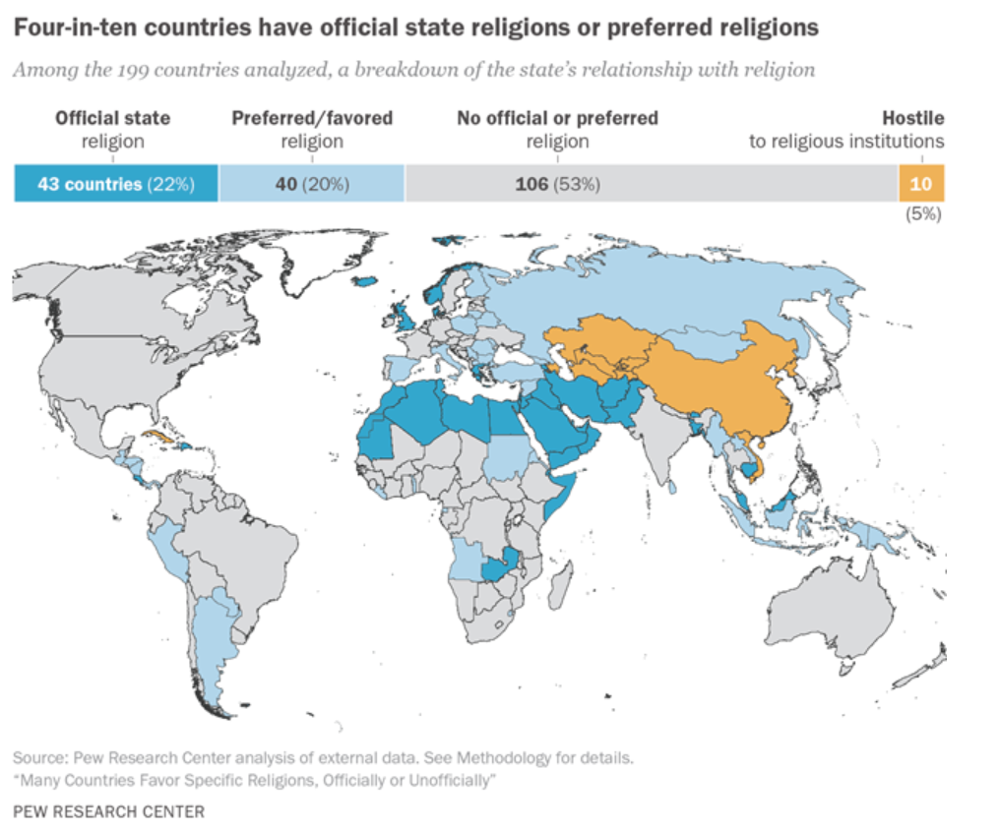 Four-in-ten countries have official state religions or preferred religions
Among the 199 countries analyzed, a breakdown of the state's relationship with religion
Official state religion
Preferred/favored religion
No official or preferred religion
Hostile to religious institutions
43 countries (22%)
40 (20%)
106 (53%)
10
(5%)
Source: Pew Research Center analysis of external data. See Methodology for details.
“Many Countries Favor Specific Religions, Officially or Unofficially”
PEW RESEARCH CENTER